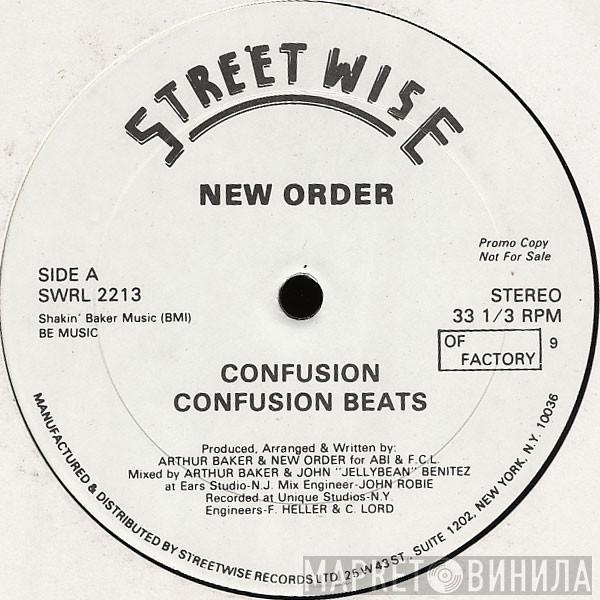 STREET WISE
NEW ORDER
Promo Copy
Not For Sale
SIDE A
SWRL 2213
Shakin' Baker Music (BMI)
BE MUSIC
STEREO
33 1/3 RPM
OF
FACTORY
9
CONFUSION
CONFUSION BEATS
Produced, Arranged & Written by:
ARTHUR BAKER & NEW ORDER for ABI & F.C.L.
Mixed by ARTHUR BAKER & JOHN "JELLYBEAN" BENITEZ
at Ears Studio-N.J. Mix Engineer-JOHN ROBIE
Recorded at Unique Studios-N.Y.
Engineers-F. HELLER & C. LORD
MANUFACTURED & DISTRIBUTED BY STREETWISE RECORDS LTD. 25 W 43 ST., SUITE 1202, NEW YORK, N.Y. 10036
МАРКЕТ ВИНИЛА